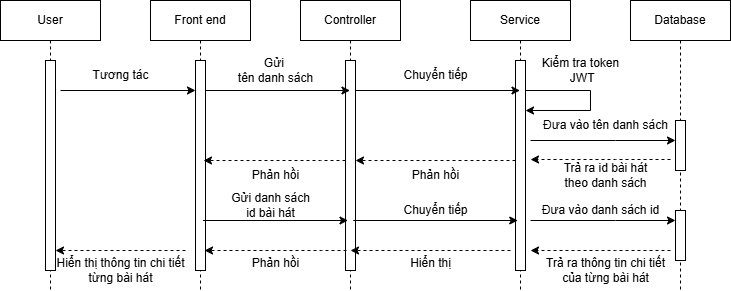 User
Front end
Controller
Service
Database
Tương tác
Gửi
tên danh sách
Chuyển tiếp
Kiểm tra token
JWT
Đưa vào tên danh sách
Phản hồi
Phản hồi
Trả ra id bài hát
theo danh sách
Gửi danh sách
id bài hát
Chuyển tiếp
Đưa vào danh sách id
Hiển thị thông tin chi tiết
từng bài hát
Phản hồi
Hiển thị
Trả ra thông tin chi tiết
của từng bài hát